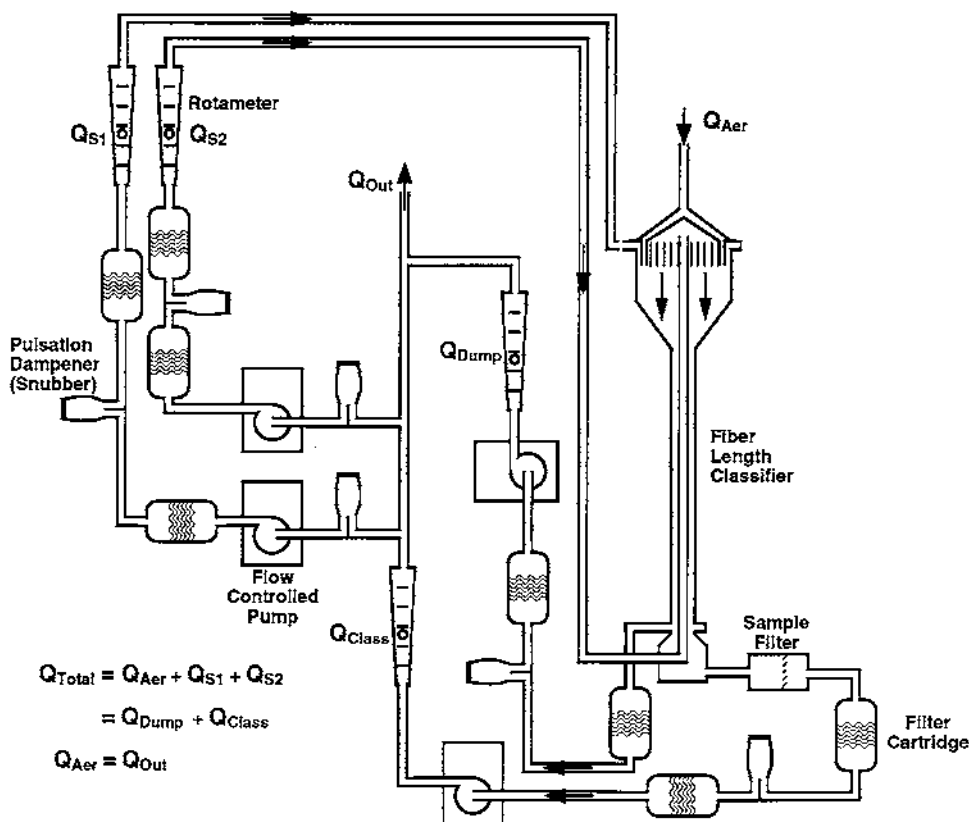 Rotameter
Q_S1
Q_S2
Q_Aer
Q_Out
Pulsation
Dampener
(Snubber)
Q_Dump
Fiber
Length
Classifier
Flow
Controlled
Pump
Q_Class
Sample
Filter
Filter
Cartridge
Q_Total = Q_Aer + Q_S1 + Q_S2
= Q_Dump + Q_Class
Q_Aer = Q_Out